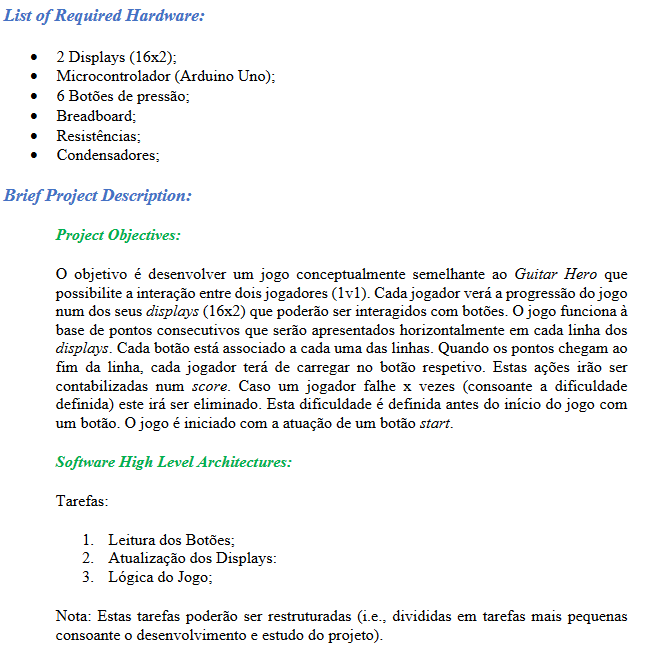 List of Required Hardware:
• 2 Displays (16x2);
• Microcontrolador (Arduino Uno);
• 6 Botões de pressão;
• Breadboard;
• Resistências;
• Condensadores;
Brief Project Description:
Project Objectives:
O objetivo é desenvolver um jogo conceptualmente semelhante ao Guitar Hero que
possibilite a interação entre dois jogadores (1v1). Cada jogador verá a progressão do jogo
num dos seus displays (16x2) que poderão ser interagidos com botões. O jogo funciona à
base de pontos consecutivos que serão apresentados horizontalmente em cada linha dos
displays. Cada botão está associado a cada uma das linhas. Quando os pontos chegam ao
fim da linha, cada jogador terá de carregar no botão respetivo. Estas ações irão ser
contabilizadas num score. Caso um jogador falhe x vezes (consoante a dificuldade
definida) este irá ser eliminado. Esta dificuldade é definida antes do início do jogo com
um botão. O jogo é iniciado com a atuação de um botão start.
Software High Level Architectures:
Tarefas:
1. Leitura dos Botões;
2. Atualização dos Displays:
3. Lógica do Jogo;
Nota: Estas tarefas poderão ser restruturadas (i.e., divididas em tarefas mais pequenas
consoante o desenvolvimento e estudo do projeto).